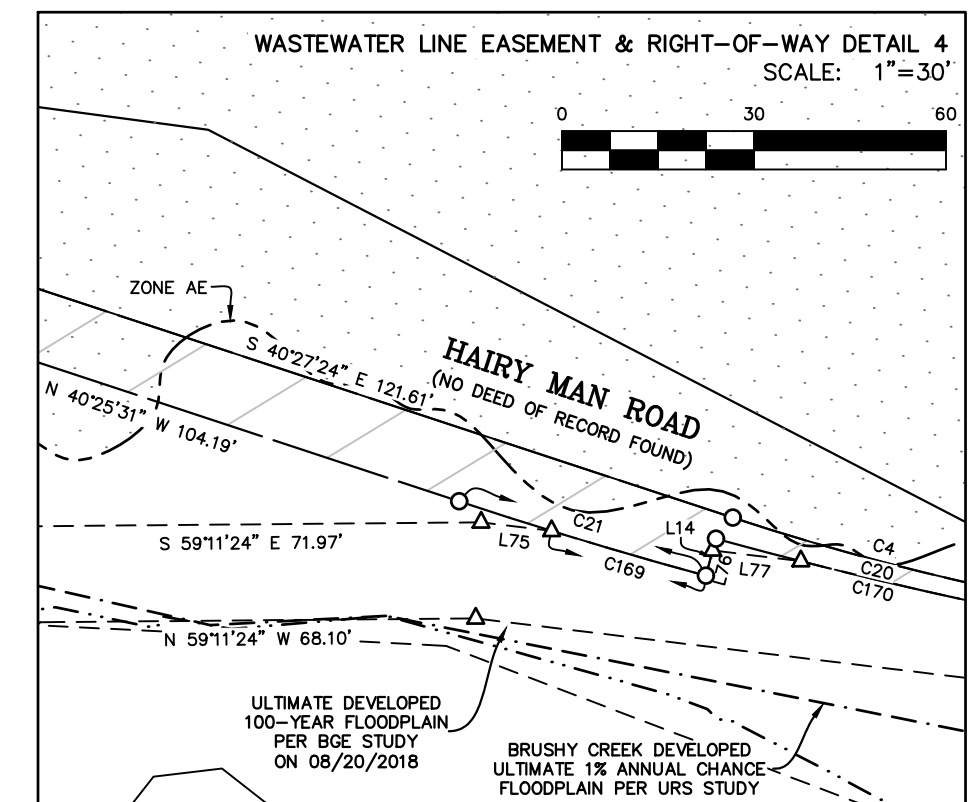 WASTEWATER LINE EASEMENT & RIGHT-OF-WAY DETAIL 4
SCALE: 1"=30'
0 30 60
ZONE AE
S 40°27'24" E 121.61'
HAIRY MAN ROAD
(NO DEED OF RECORD FOUND)
N 40°25'31" W 104.19'
C21
L14
C4
S 59°11'24" E 71.97'
L75
C169
L76
L77
C20
C170
N 59°11'24" W 68.10'
ULTIMATE DEVELOPED
100-YEAR FLOODPLAIN
PER BGE STUDY
ON 08/20/2018
BRUSHY CREEK DEVELOPED
ULTIMATE 1% ANNUAL CHANCE
FLOODPLAIN PER URS STUDY